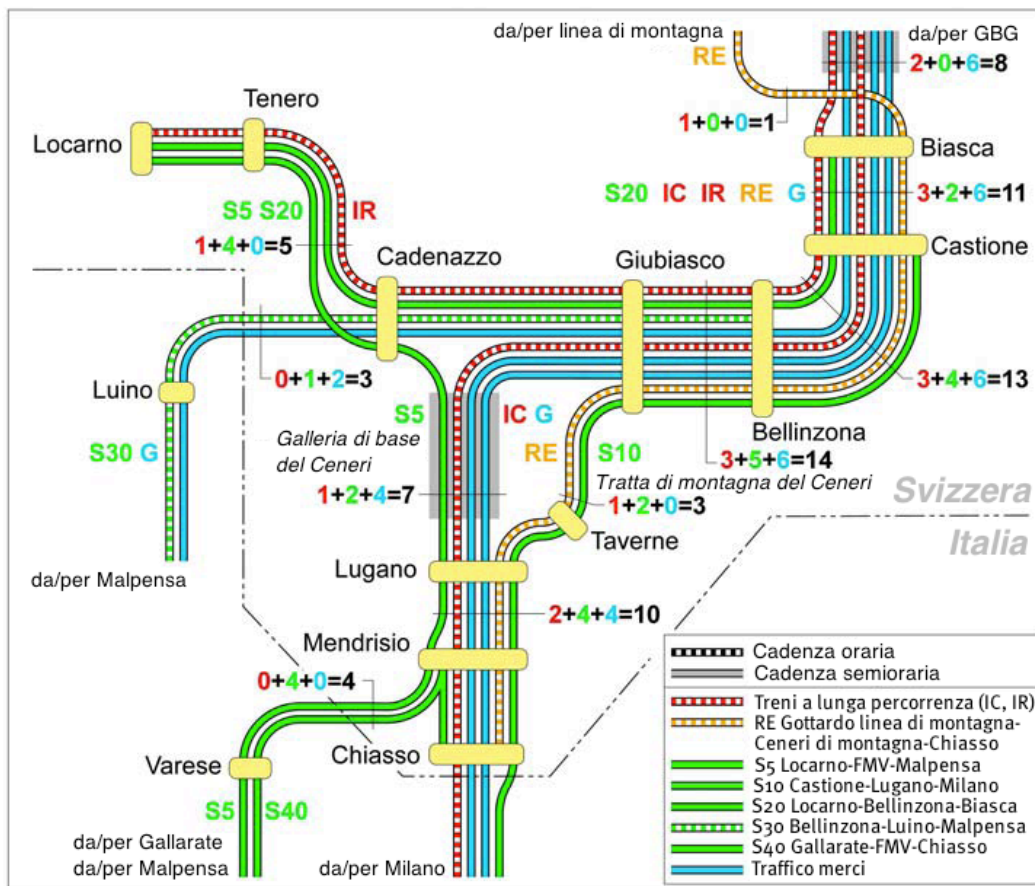 da/per linea di montagna
da/per GBG
RE
2+0+6=8
Tenero
1+0+0=1
Locarno
Biasca
S5 S20 IR
S20 IC IR RE G
3+2+6=11
1+4+0=5
Cadenazzo
Giubiasco
Castione
0+1+2=3
3+4+6=13
Luino
S5
IC G
Bellinzona
S30 G
Galleria di base
del Ceneri
RE
S10
3+5+6=14
1+2+4=7
Tratta di montagna del Ceneri
1+2+0=3
Svizzera
Italia
Taverne
da/per Malpensa
Lugano
2+4+4=10
Mendrisio
0+4+0=4
Chiasso
Varese
S5 S40
da/per Gallarate
da/per Malpensa
da/per Milano
Cadenza oraria
Cadenza semioraria
Treni a lunga percorrenza (IC, IR)
RE Gottardo linea di montagna-
Ceneri di montagna-Chiasso
S5 Locarno-FMV-Malpensa
S10 Castione-Lugano-Milano
S20 Locarno-Bellinzona-Biasca
S30 Bellinzona-Luino-Malpensa
S40 Gallarate-FMV-Chiasso
Traffico merci